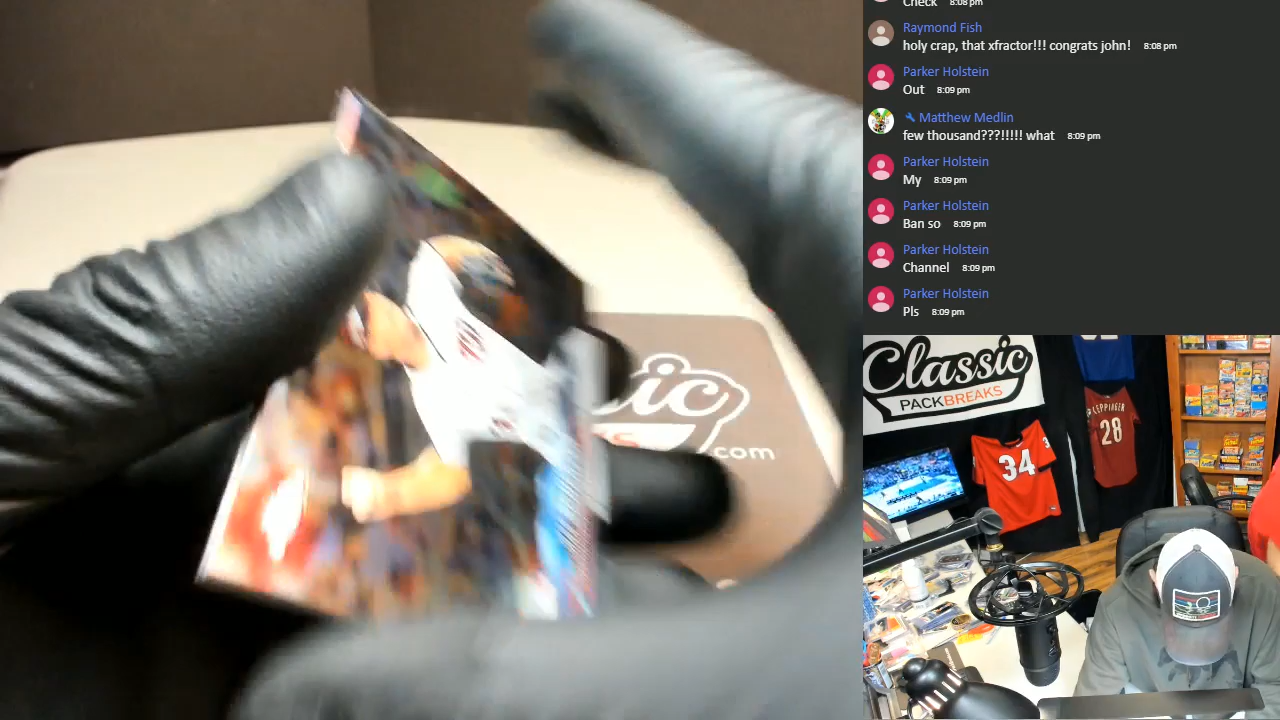 Check 8:08 pm
Raymond Fish
holy crap, that xfractor!!! congrats john! 8:08 pm
Parker Holstein
Out 8:09 pm
Matthew Medlin
few thousand???!!!!! what 8:09 pm
Parker Holstein
My 8:09 pm
Parker Holstein
Ban so 8:09 pm
Parker Holstein
Channel 8:09 pm
Parker Holstein
Pls 8:09 pm
Classic
PACKBREAKS
34
28
.com